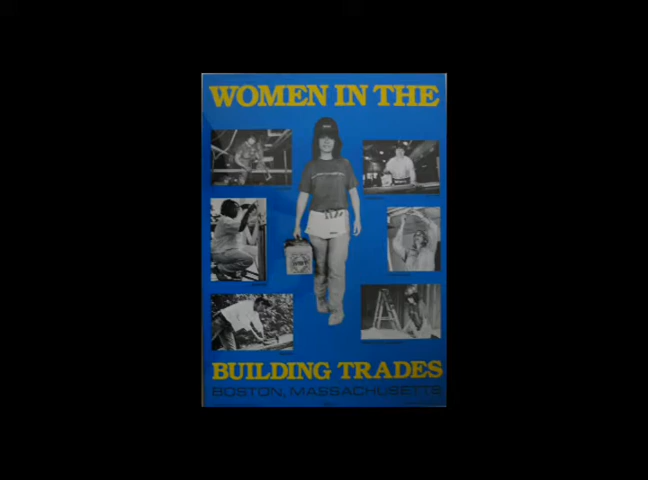 WOMEN IN THE
BUILDING TRADES
BOSTON, MASSACHUSETTS